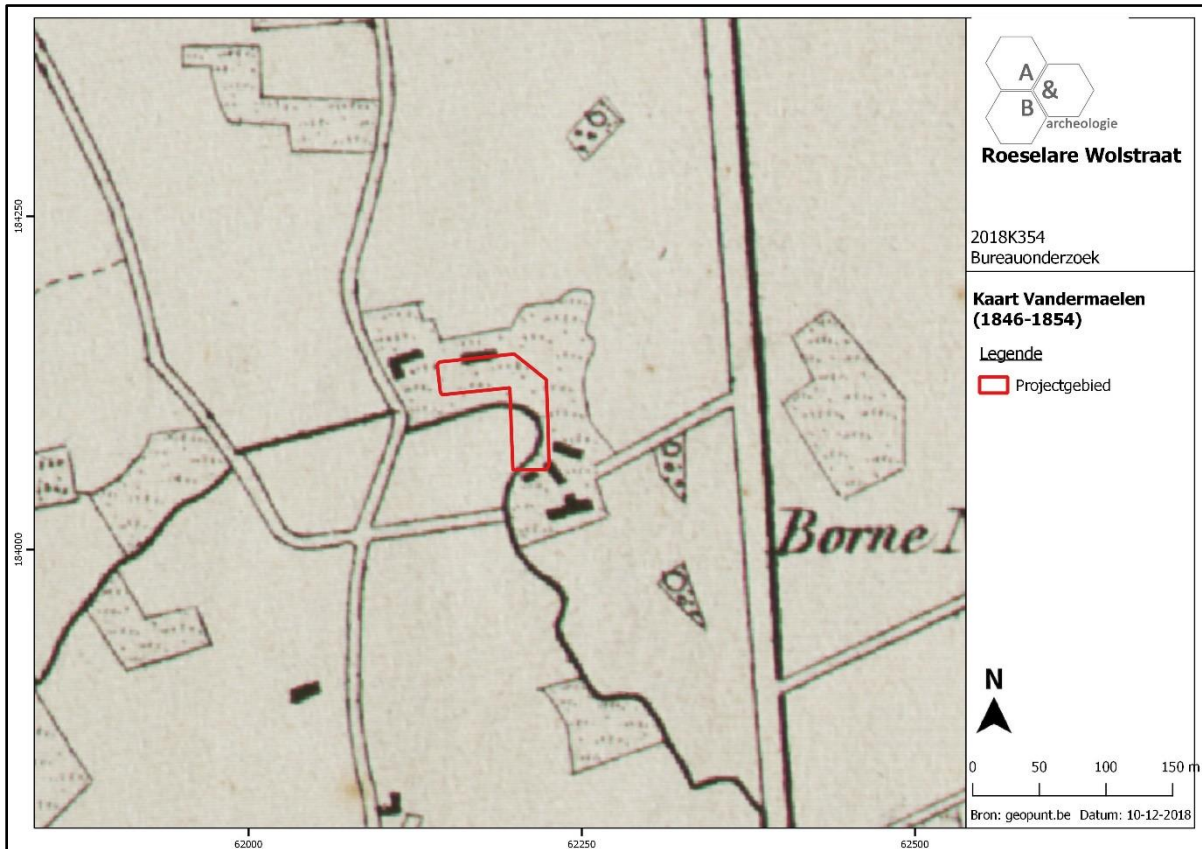 A
&
B
archeologie
Roeselare Wolstraat
2018K354
Bureauonderzoek
Kaart Vandermaelen
(1846-1854)
Legende
Projectgebied
N
0 50 100 150 m
Bron: geopunt.be Datum: 10-12-2018
184250
184000
Borne
62000 62250 62500